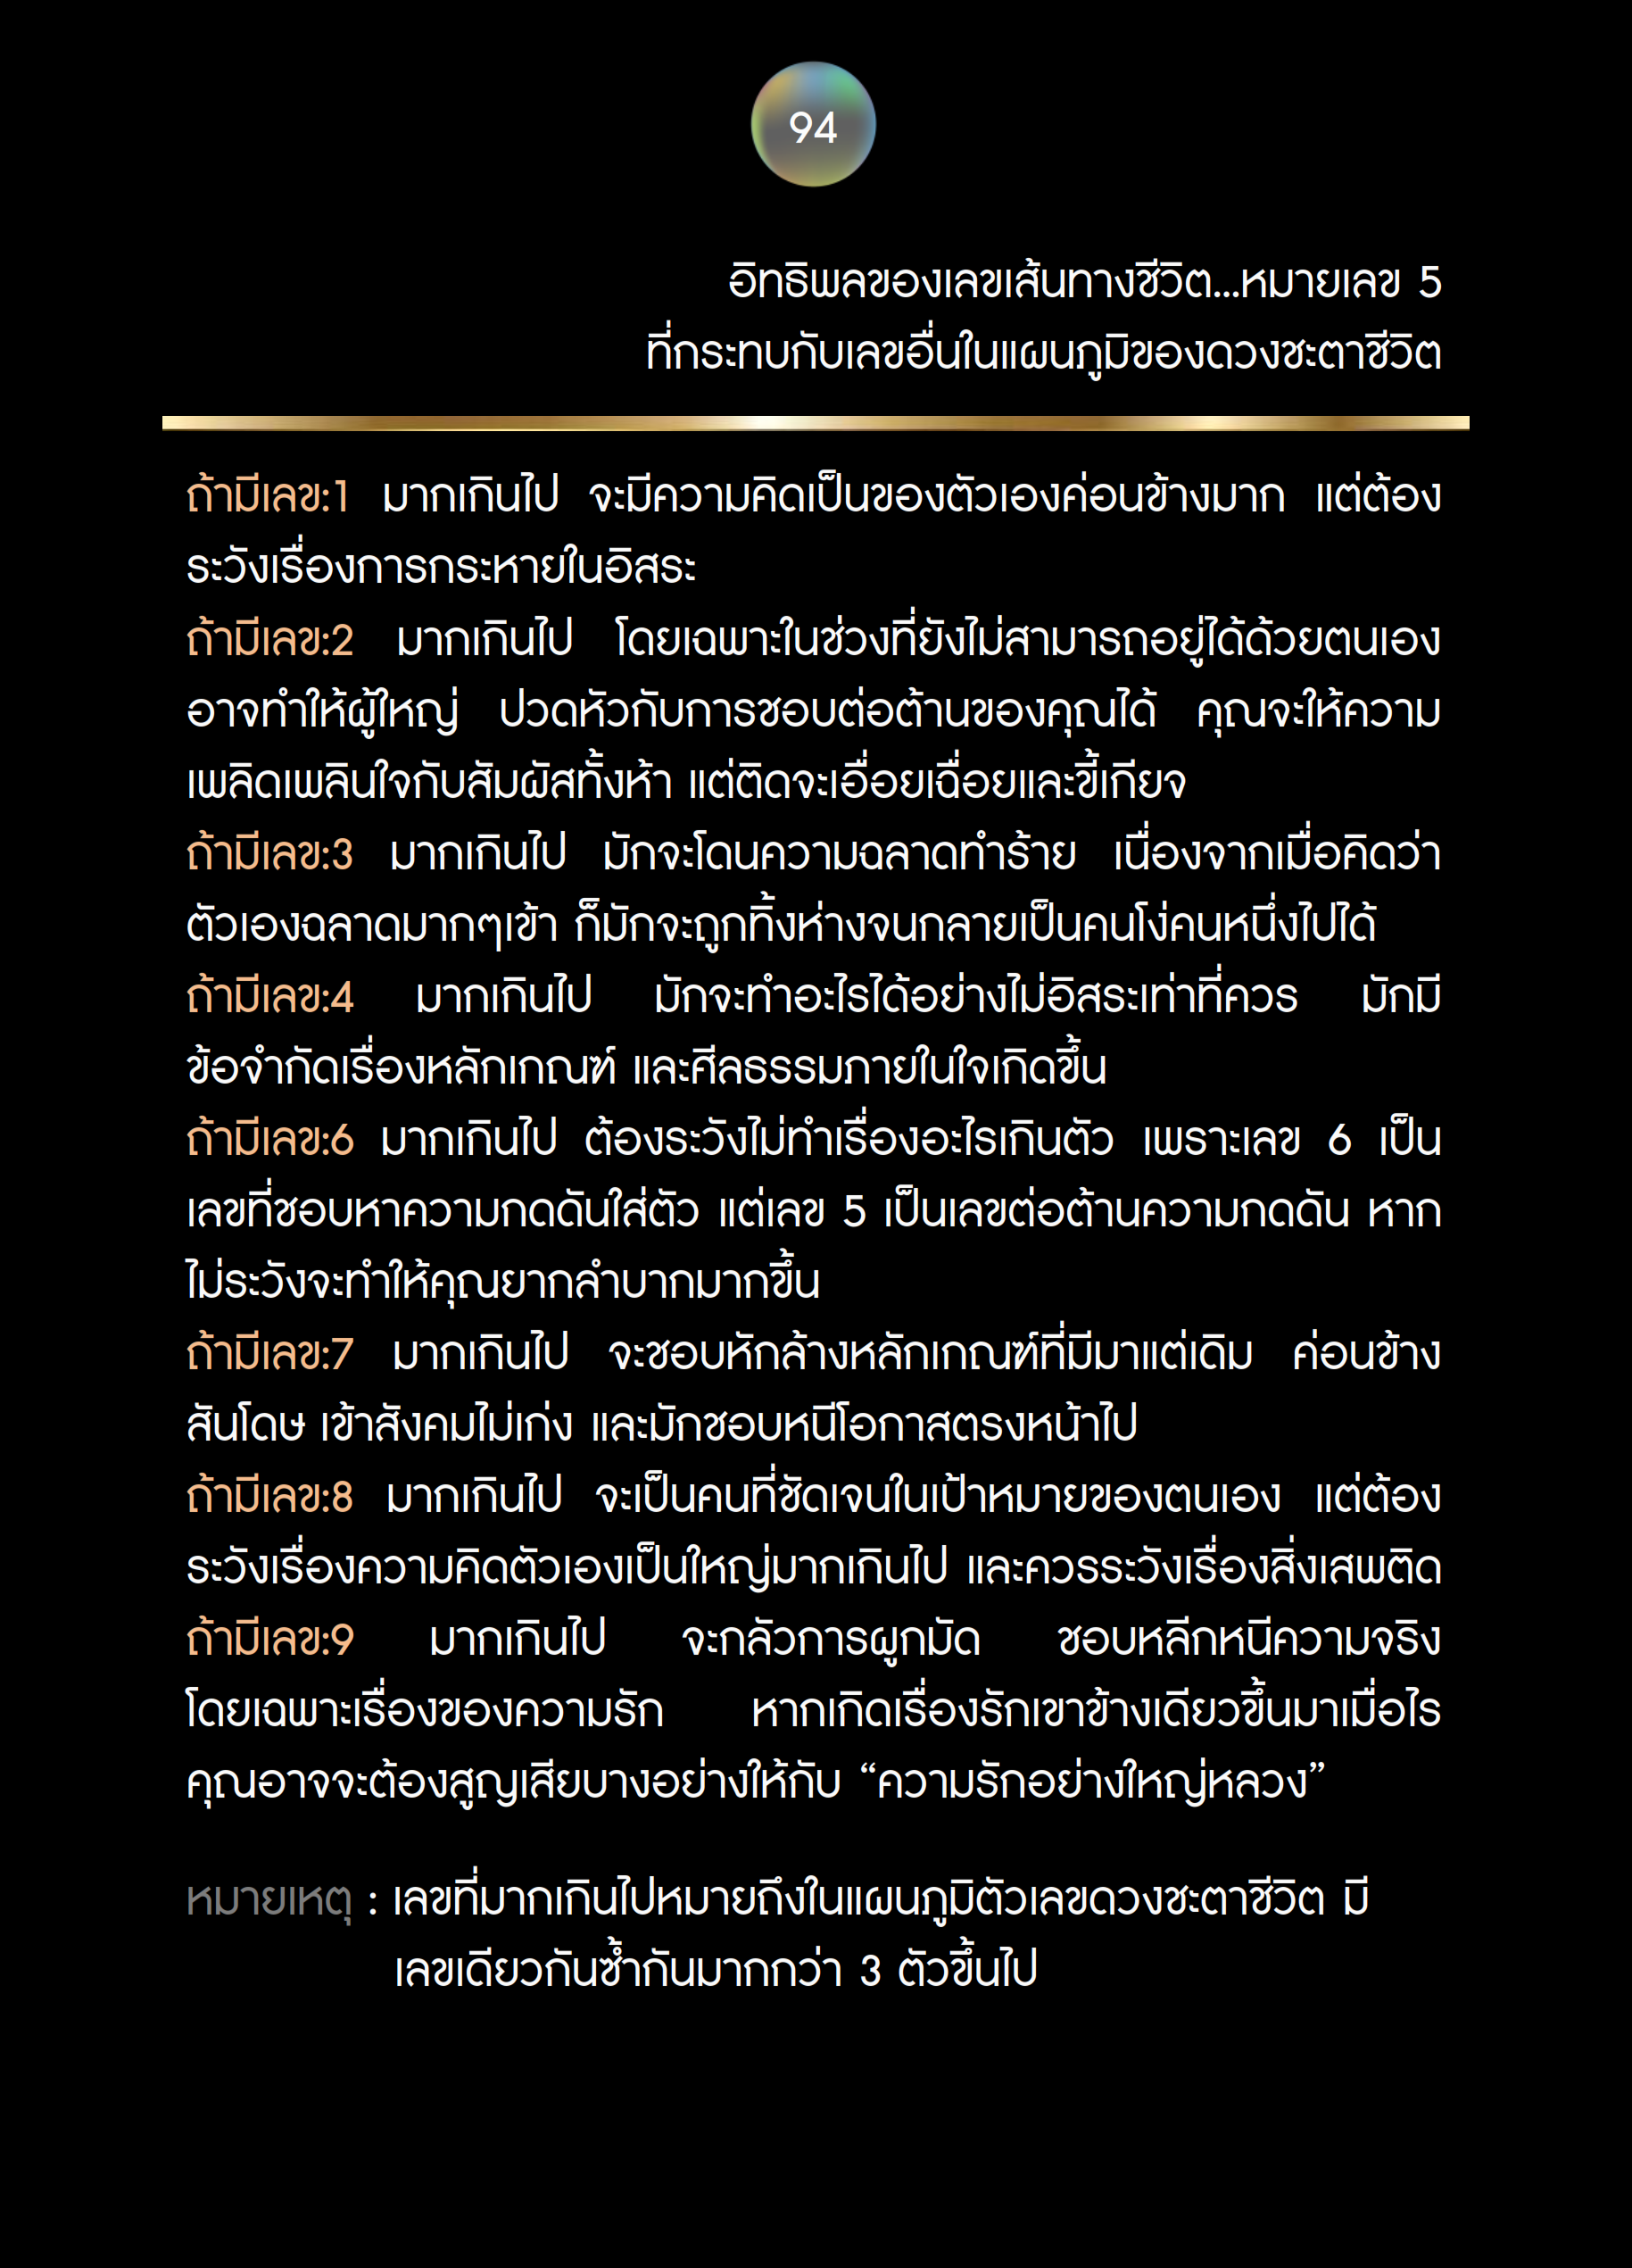 94
อิทธิพลของเลขเส้นทางชีวิต...หมายเลข 5
ที่กระทบกับเลขอื่นในแผนภูมิของดวงชะตาชีวิต
ถ้ามีเลข:1 มากเกินไป จะมีความคิดเป็นของตัวเองค่อนข้างมาก แต่ต้อง
ระวังเรื่องการกระหายในอิสระ
ถ้ามีเลข:2 มากเกินไป โดยเฉพาะในช่วงที่ยังไม่สามารถอยู่ได้ด้วยตนเอง
อาจทำให้ผู้ใหญ่ ปวดหัวกับการชอบต่อต้านของคุณได้ คุณจะให้ความ
เพลิดเพลินใจกับสัมผัสทั้งห้า แต่ติดจะเอื่อยเฉื่อยและขี้เกียจ
ถ้ามีเลข:3 มากเกินไป มักจะโดนความฉลาดทำร้าย เนื่องจากเมื่อคิดว่า
ตัวเองฉลาดมากๆเข้า ก็มักจะถูกทิ้งห่างจนกลายเป็นคนโง่คนหนึ่งไปได้
ถ้ามีเลข:4 มากเกินไป มักจะทำอะไรได้อย่างไม่อิสระเท่าที่ควร มักมี
ข้อจำกัดเรื่องหลักเกณฑ์ และศีลธรรมภายในใจเกิดขึ้น
ถ้ามีเลข:6 มากเกินไป ต้องระวังไม่ทำเรื่องอะไรเกินตัว เพราะเลข 6 เป็น
เลขที่ชอบหาความกดดันใส่ตัว แต่เลข 5 เป็นเลขต่อต้านความกดดัน หาก
ไม่ระวังจะทำให้คุณยากลำบากมากขึ้น
ถ้ามีเลข:7 มากเกินไป จะชอบหักล้างหลักเกณฑ์ที่มีมาแต่เดิม ค่อนข้าง
สันโดษ เข้าสังคมไม่เก่ง และมักชอบหนีโอกาสตรงหน้าไป
ถ้ามีเลข:8 มากเกินไป จะเป็นคนที่ชัดเจนในเป้าหมายของตนเอง แต่ต้อง
ระวังเรื่องความคิดตัวเองเป็นใหญ่มากเกินไป และควรระวังเรื่องสิ่งเสพติด
ถ้ามีเลข:9 มากเกินไป จะกลัวการผูกมัด ชอบหลีกหนีความจริง
โดยเฉพาะเรื่องของความรัก หากเกิดเรื่องรักเขาข้างเดียวขึ้นมาเมื่อไร
คุณอาจจะต้องสูญเสียบางอย่างให้กับ “ความรักอย่างใหญ่หลวง”
หมายเหตุ : เลขที่มากเกินไปหมายถึงในแผนภูมิตัวเลขดวงชะตาชีวิต มี
เลขเดียวกันซ้ำกันมากกว่า 3 ตัวขึ้นไป